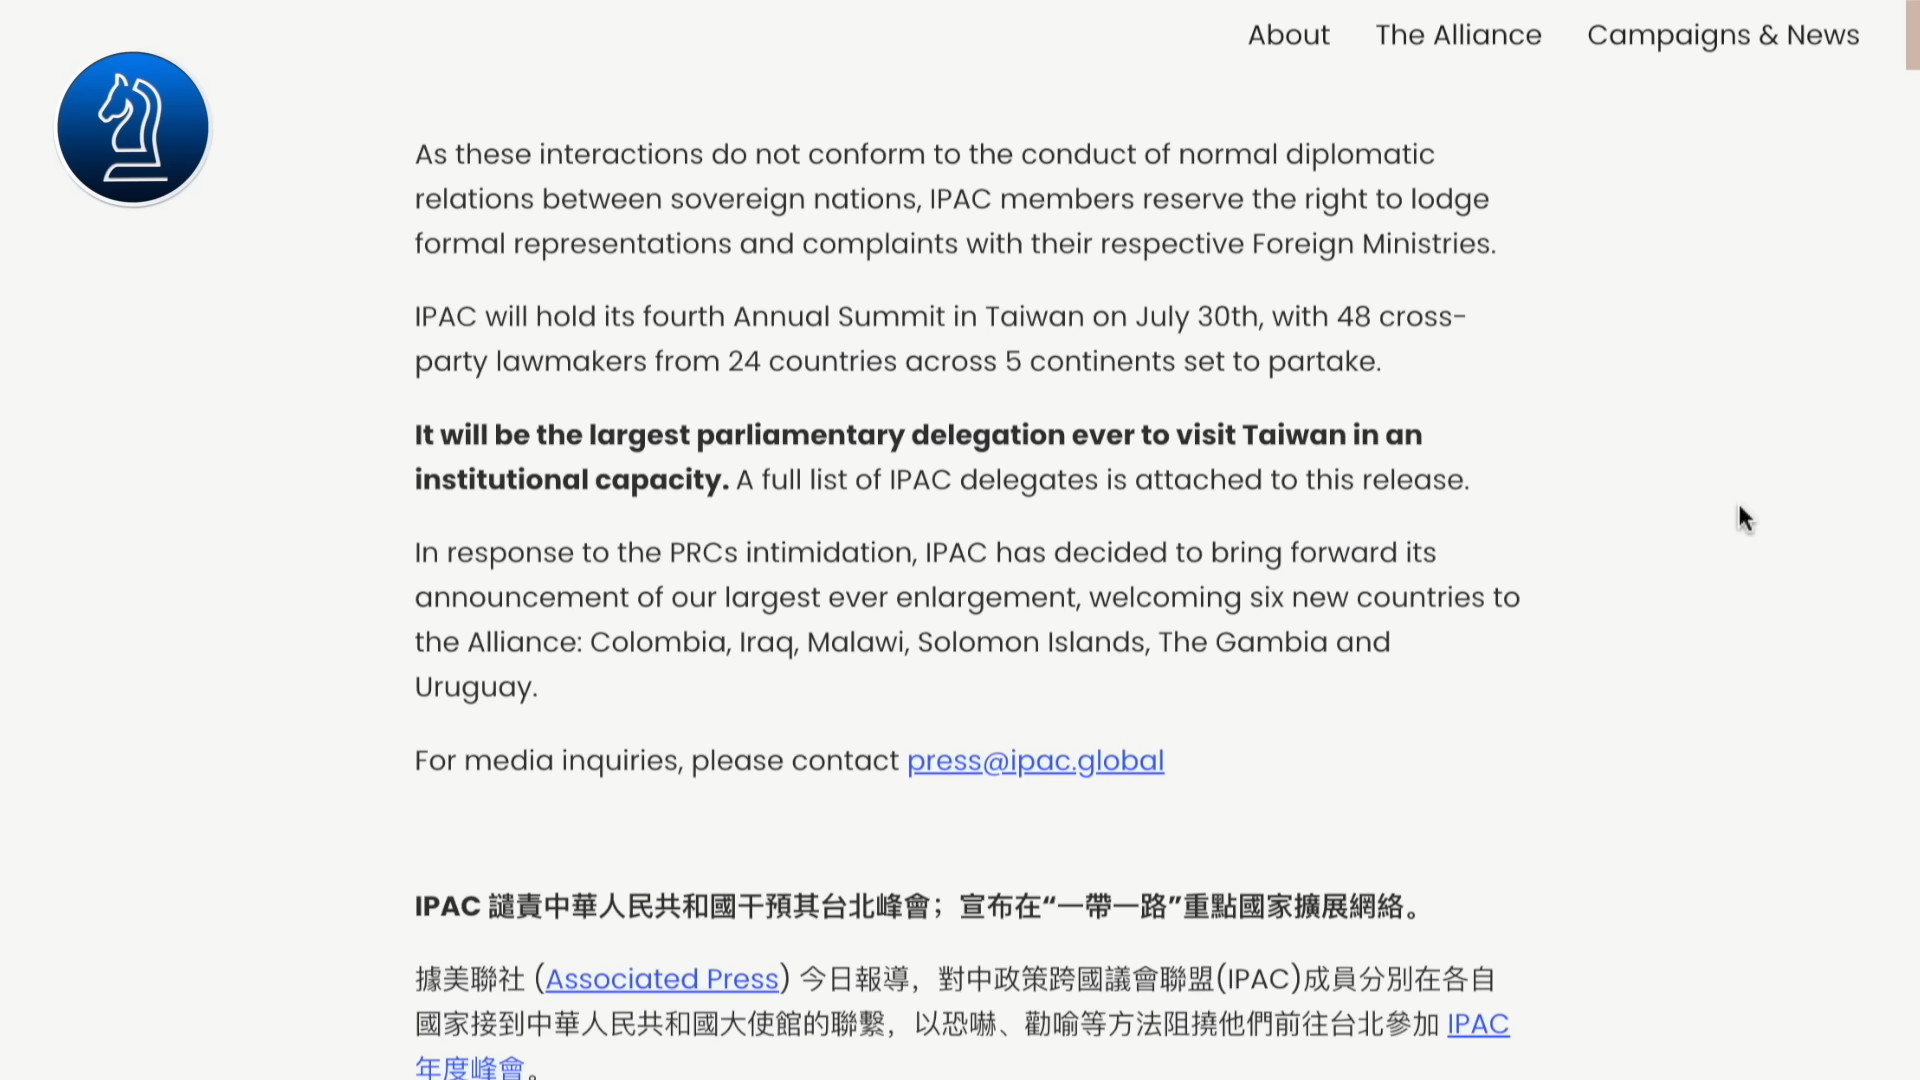 About The Alliance Campaigns & News
As these interactions do not conform to the conduct of normal diplomatic
relations between sovereign nations, IPAC members reserve the right to lodge
formal representations and complaints with their respective Foreign Ministries.
IPAC will hold its fourth Annual Summit in Taiwan on July 30th, with 48 cross-
party lawmakers from 24 countries across 5 continents set to partake.
It will be the largest parliamentary delegation ever to visit Taiwan in an
institutional capacity. A full list of IPAC delegates is attached to this release.
In response to the PRCs intimidation, IPAC has decided to bring forward its
announcement of our largest ever enlargement, welcoming six new countries to
the Alliance: Colombia, Iraq, Malawi, Solomon Islands, The Gambia and
Uruguay.
For media inquiries, please contact press@ipac.global
IPAC 譴責中華人民共和國干預其台北峰會；宣布在“一帶一路”重點國家擴展網絡。
據美聯社 (Associated Press) 今日報導，對中政策跨國議會聯盟(IPAC)成員分別在各自
國家接到中華人民共和國大使館的聯繫，以恐嚇、勸喻等方法阻撓他們前往台北參加 IPAC
年度峰會。